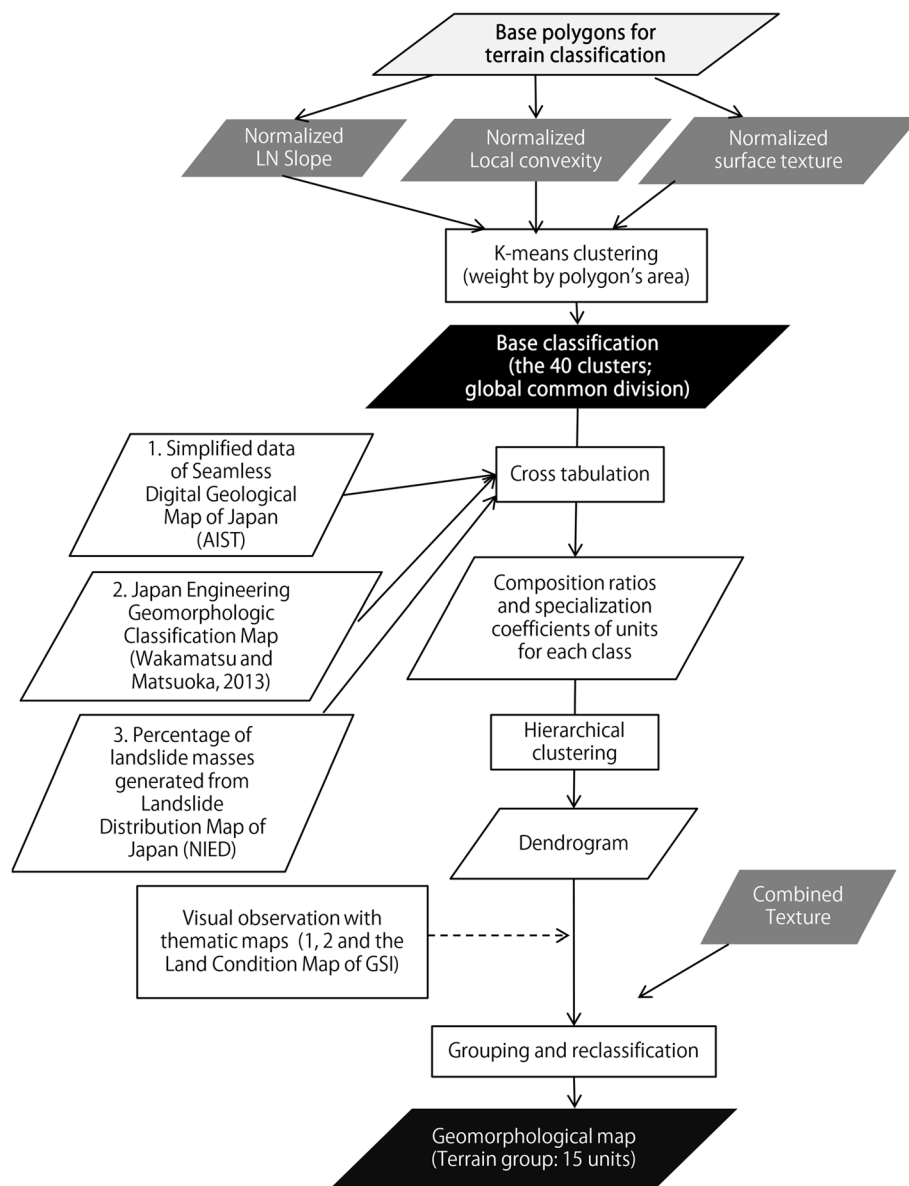 Base polygons for
terrain classification
Normalized
LN Slope
Normalized
Local convexity
Normalized
surface texture
K-means clustering
(weight by polygon's area)
Base classification
(the 40 clusters;
global common division)
1. Simplified data
of Seamless
Digital Geological
Map of Japan
(AIST)
Cross tabulation
2. Japan Engineering
Geomorphologic
Classification Map
(Wakamatsu and
Matsuoka, 2013)
Composition ratios
and specialization
coefficients of units
for each class
3. Percentage of
landslide masses
generated from
Landslide
Distribution Map of
Japan (NIED)
Hierarchical
clustering
Dendrogram
Visual observation with
thematic maps (1, 2 and the
Land Condition Map of GSI)
Combined
Texture
Grouping and reclassification
Geomorphological map
(Terrain group: 15 units)